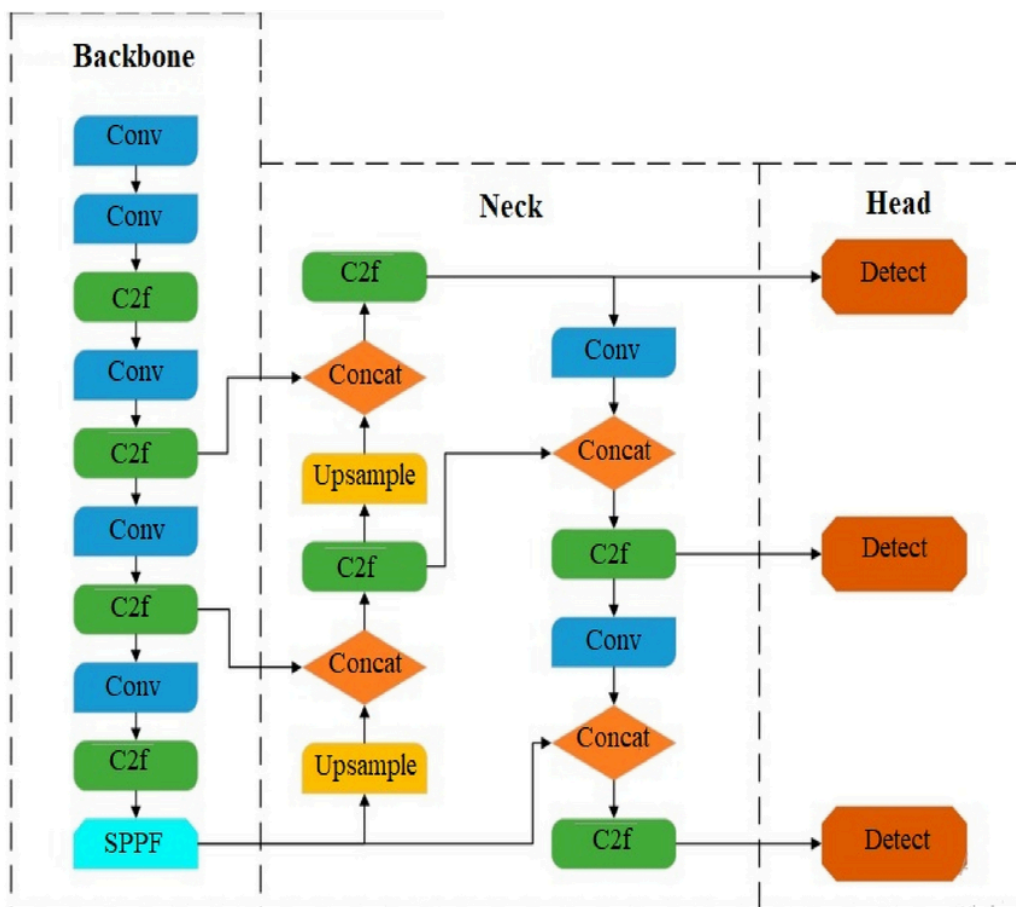 Backbone
Conv
Conv
C2f
Conv
C2f
Conv
C2f
Conv
C2f
SPPF
Neck
C2f
Concat
Upsample
C2f
Concat
Upsample
Conv
Concat
C2f
Conv
Concat
C2f
Head
Detect
Detect
Detect